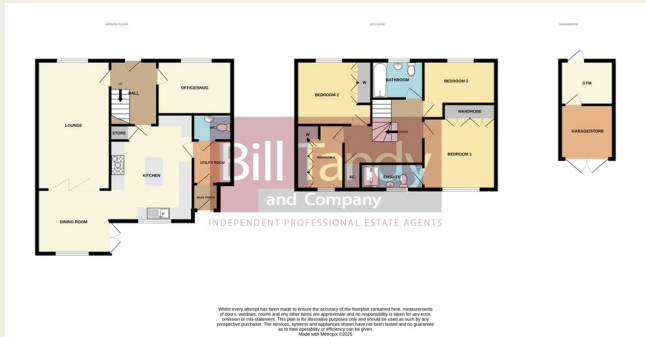 GROUND FLOOR
1ST FLOOR
GARAGE/GYM
LOUNGE
UP
HALL
OFFICE/SNUG
STORE
KITCHEN
UTILITY ROOM
DINING ROOM
BEDROOM 2
W
BATHROOM
BEDROOM 3
WARDROBE
W
BEDROOM 1
AC
ENSUITE
GYM
GARAGE/STORE
Bill Tandy
and Company
INDEPENDENT PROFESSIONAL ESTATE AGENTS
Whilst every attempt has been made to ensure the accuracy of the floorplan contained here, measurements
of doors, windows, rooms and any other items are approximate and no responsibility is taken for any error,
omission or mis-statement. This plan is for illustrative purposes only and should be used as such by any
prospective purchaser. The services, systems and appliances shown have not been tested and no guarantee
as to their operability or efficiency can be given.
Made with Metropix ©2025